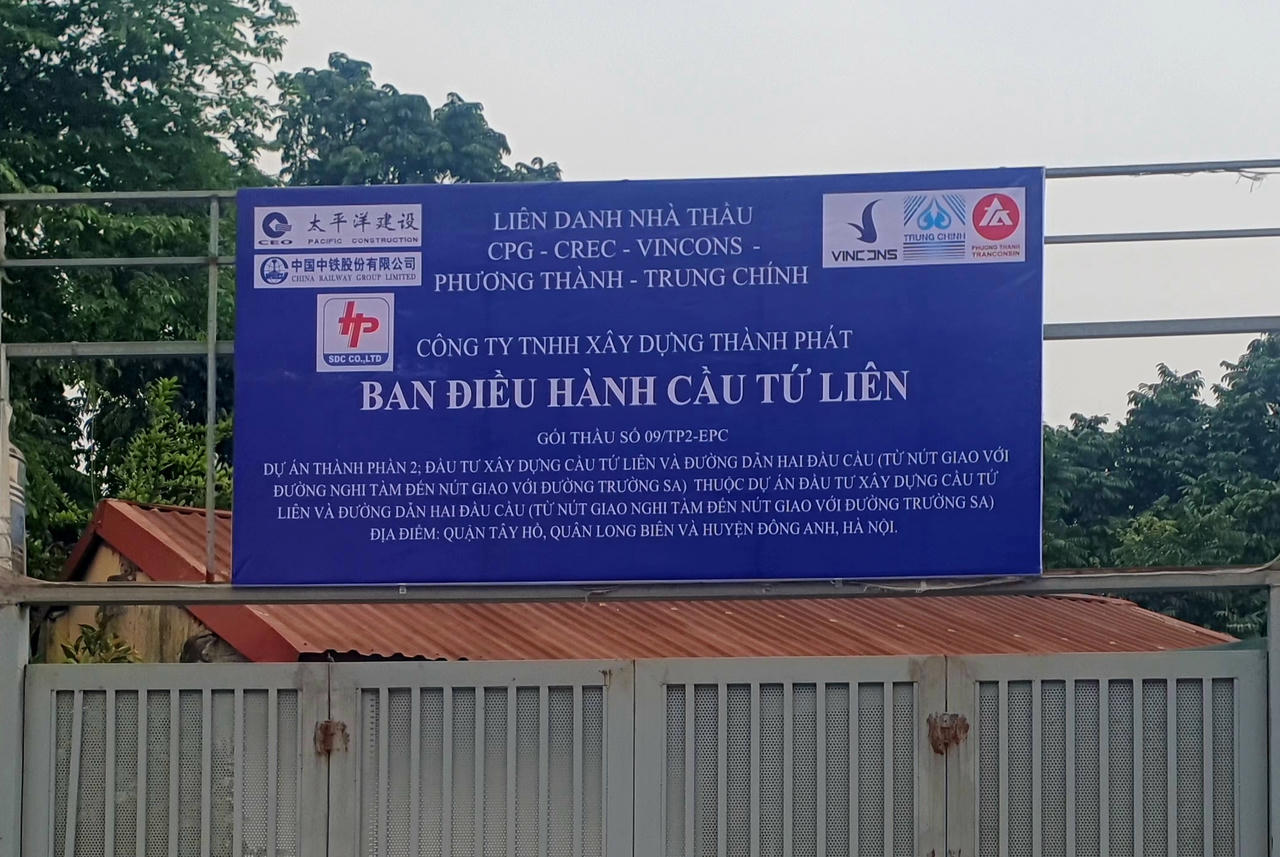 太平洋建设
CEO PACIFIC CONSTRUCTION
中国中铁股份有限公司
CHINA RAILWAY GROUP LIMITED
LIÊN DANH NHÀ THẦU
CPG - CREC - VINCONS -
PHƯƠNG THÀNH - TRUNG CHÍNH
VINCONS
TRUNG CHINH
PHUONG THANH
TRANCONSIN
HP
SDC CO.,LTD
CÔNG TY TNHH XÂY DỰNG THÀNH PHÁT
BAN ĐIỀU HÀNH CẦU TỨ LIÊN
GÓI THẦU SỐ 09/TP2-EPC
DỰ ÁN THÀNH PHẦN 2; ĐẦU TƯ XÂY DỰNG CẦU TỨ LIÊN VÀ ĐƯỜNG DẪN HAI ĐẦU CẦU (TỪ NÚT GIAO VỚI
ĐƯỜNG NGHI TÀM ĐẾN NÚT GIAO VỚI ĐƯỜNG TRƯỜNG SA) THUỘC DỰ ÁN ĐẦU TƯ XÂY DỰNG CẦU TỨ
LIÊN VÀ ĐƯỜNG DẪN HAI ĐẦU CẦU (TỪ NÚT GIAO NGHI TÀM ĐẾN NÚT GIAO VỚI ĐƯỜNG TRƯỜNG SA)
ĐỊA ĐIỂM: QUẬN TÂY HỒ, QUÂN LONG BIÊN VÀ HUYỆN ĐÔNG ANH, HÀ NỘI.